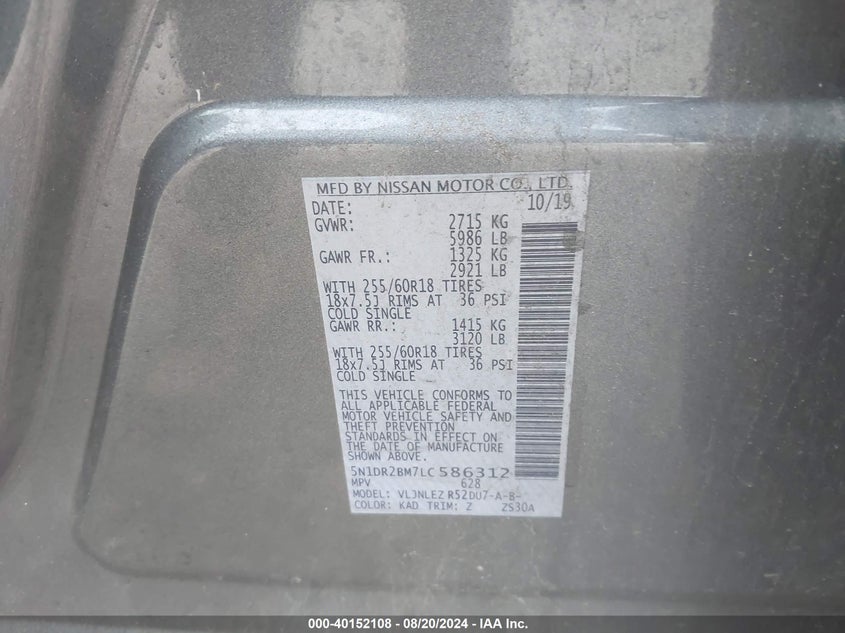 MFD BY NISSAN MOTOR CO., LTD.
DATE: 10/19
GVWR: 2715 KG
5986 LB
GAWR FR.: 1325 KG
2921 LB
WITH 255/60R18 TIRES
18x7.5J RIMS AT 36 PSI
COLD SINGLE
GAWR RR.: 1415 KG
3120 LB
WITH 255/60R18 TIRES
18x7.5J RIMS AT 36 PSI
COLD SINGLE
THIS VEHICLE CONFORMS TO
ALL APPLICABLE FEDERAL
MOTOR VEHICLE SAFETY AND
THEFT PREVENTION
STANDARDS IN EFFECT ON
THE DATE OF MANUFACTURE
SHOWN ABOVE.
5N1DR2BM7LC586312
MPV 628
MODEL: VLJNLEZ R52DU7-A-B-
COLOR: KAD TRIM: Z ZS30A
000-40152108 - 08/20/2024 - IAA Inc.